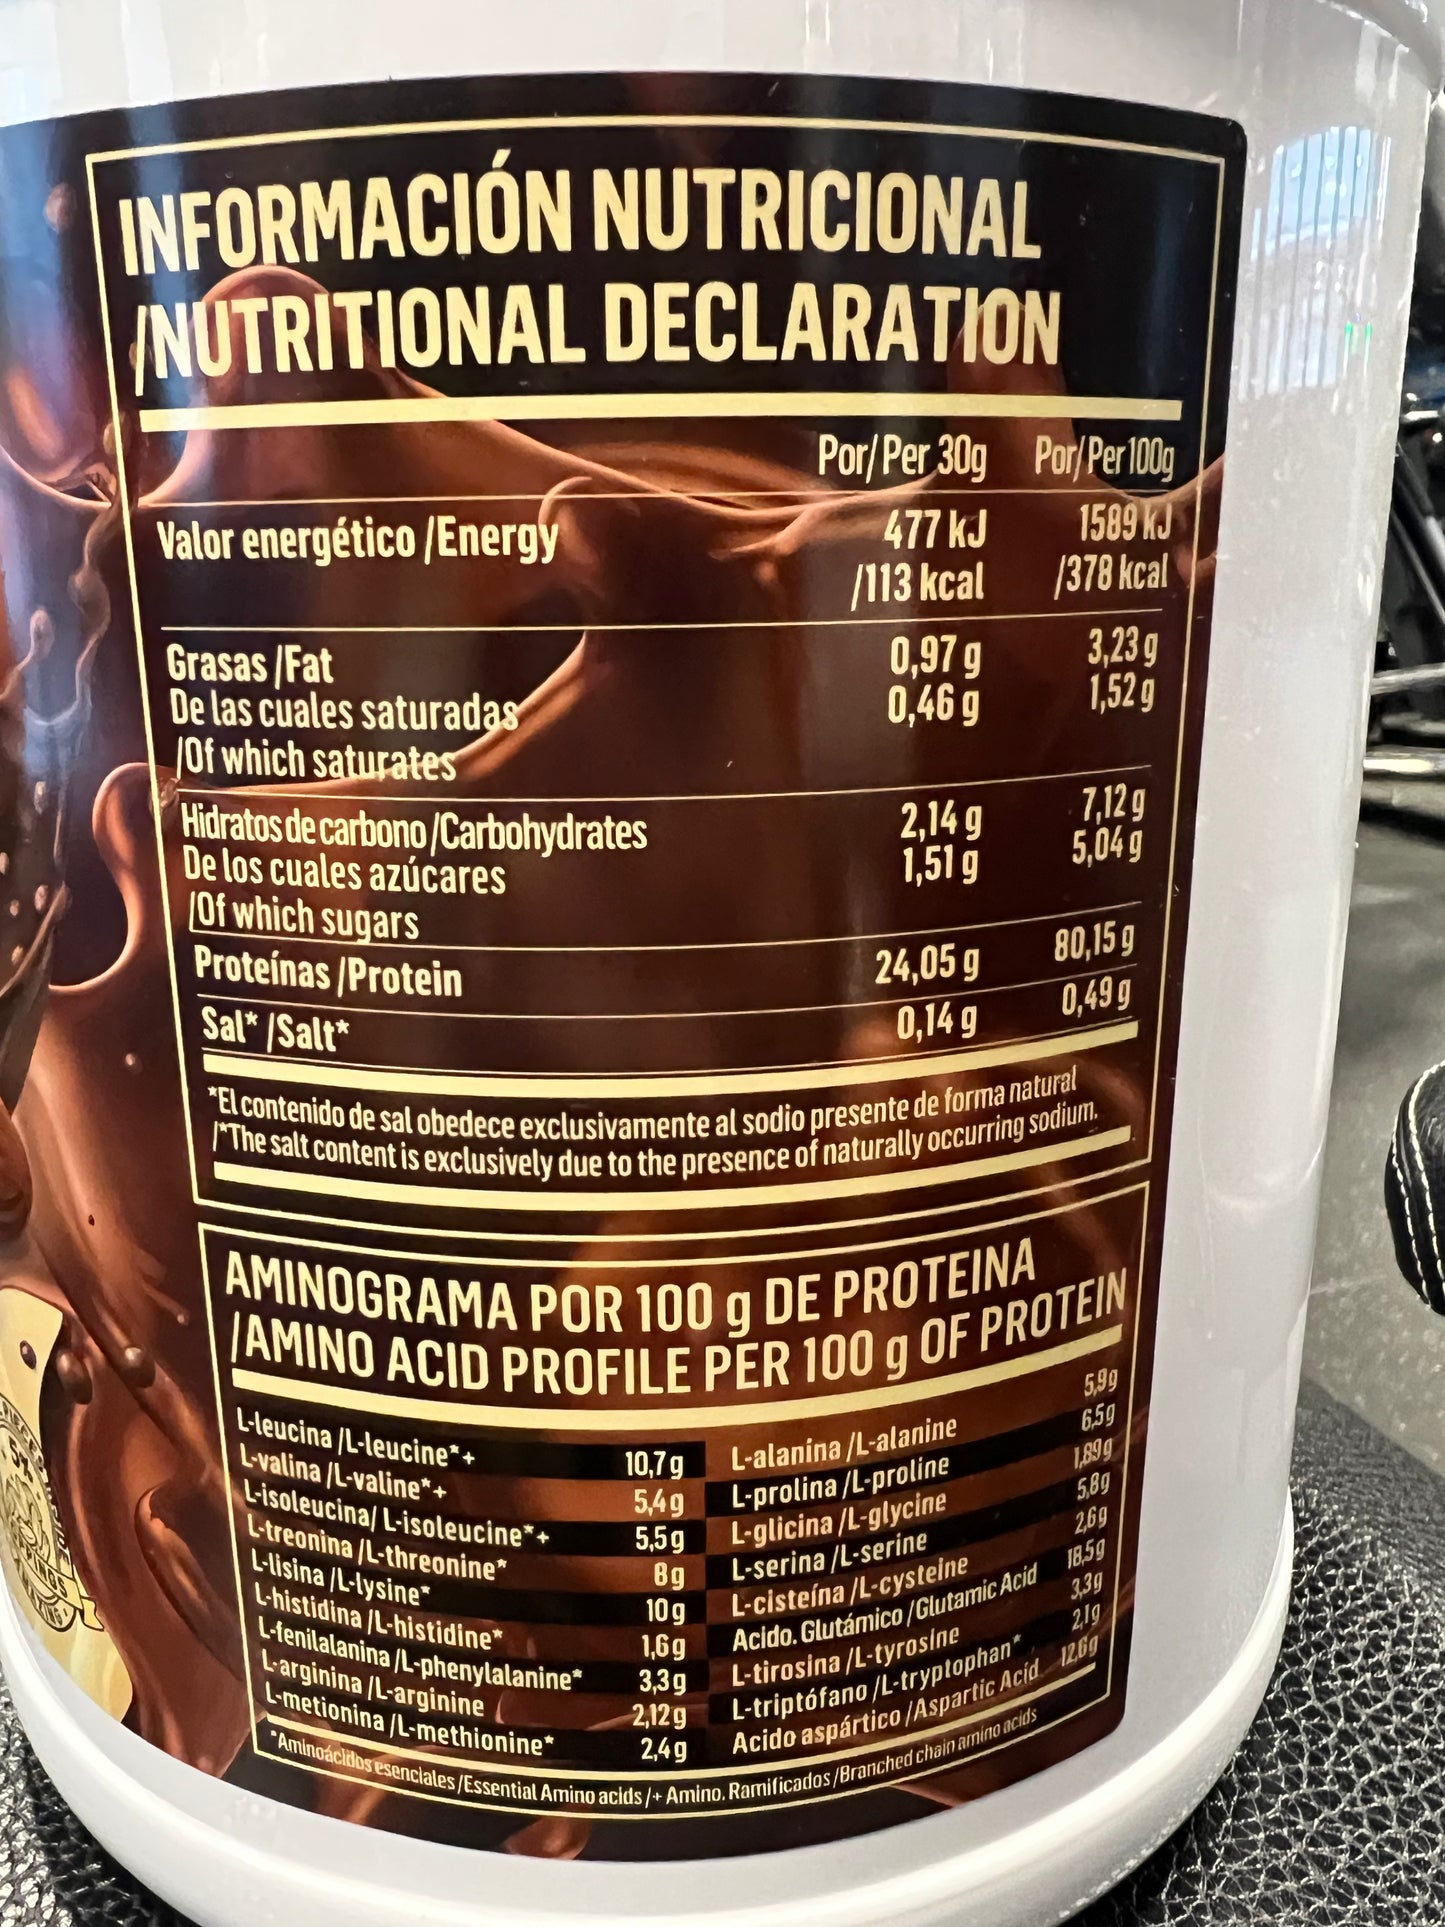 INFORMACIÓN NUTRICIONAL
/NUTRITIONAL DECLARATION
Por/Per 30g Por/Per 100g
Valor energético /Energy 477 kJ 1589 kJ
/113 kcal /378 kcal
Grasas /Fat 0,97 g 3,23 g
De las cuales saturadas 0,46 g 1,52 g
/Of which saturates
Hidratos de carbono /Carbohydrates 2,14 g 7,12 g
De los cuales azúcares 1,51 g 5,04 g
/Of which sugars
Proteínas /Protein 24,05 g 80,15 g
Sal* /Salt* 0,14 g 0,49 g
*El contenido de sal obedece exclusivamente al sodio presente de forma natural
/*The salt content is exclusively due to the presence of naturally occurring sodium.
AMINOGRAMA POR 100 g DE PROTEINA
/AMINO ACID PROFILE PER 100 g OF PROTEIN
L-leucina /L-leucine*+ 10,7 g L-alanina /L-alanine 5,9g
L-valina /L-valine*+ 5,4 g L-prolina /L-proline 6,5g
L-isoleucina/ L-isoleucine*+ 5,5 g L-glicina /L-glycine 1,89g
L-treonina /L-threonine* 8 g L-serina /L-serine 5,8g
L-lisina /L-lysine* 10 g L-cisteína /L-cysteine 2,6g
L-histidina /L-histidine* 1,6 g Acido. Glutámico /Glutamic Acid 18,5g
L-fenilalanina /L-phenylalanine* 3,3 g L-tirosina /L-tyrosine 3,3g
L-arginina /L-arginine 2,12 g L-triptófano /L-tryptophan* 2,1g
L-metionina /L-methionine* 2,4 g Acido aspártico /Aspartic Acid 12,6g
*Aminoácidos esenciales /Essential Amino acids /+ Amino. Ramificados /Branched chain amino acids